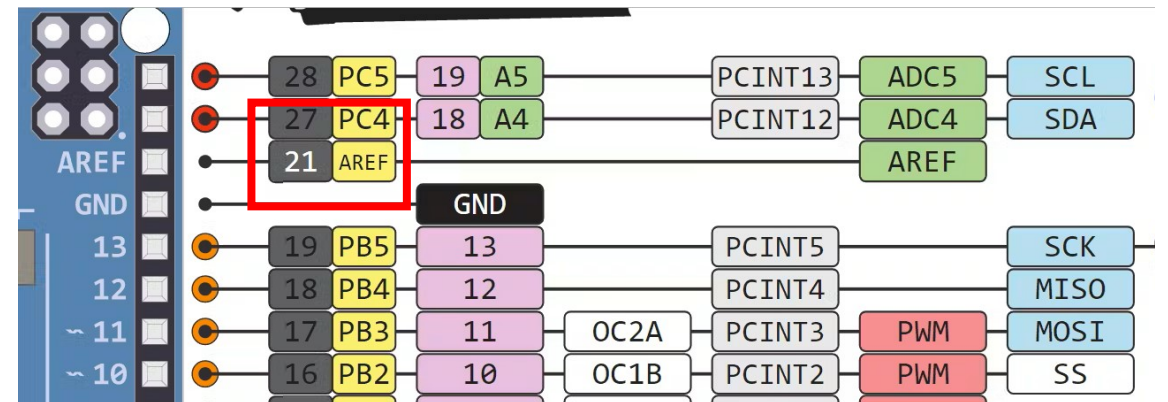 28 PC5 19 A5 PCINT13 ADC5 SCL
27 PC4 18 A4 PCINT12 ADC4 SDA
AREF 21 AREF AREF
GND GND
13 19 PB5 13 PCINT5 SCK
12 18 PB4 12 PCINT4 MISO
~ 11 17 PB3 11 OC2A PCINT3 PWM MOSI
~ 10 16 PB2 10 OC1B PCINT2 PWM SS